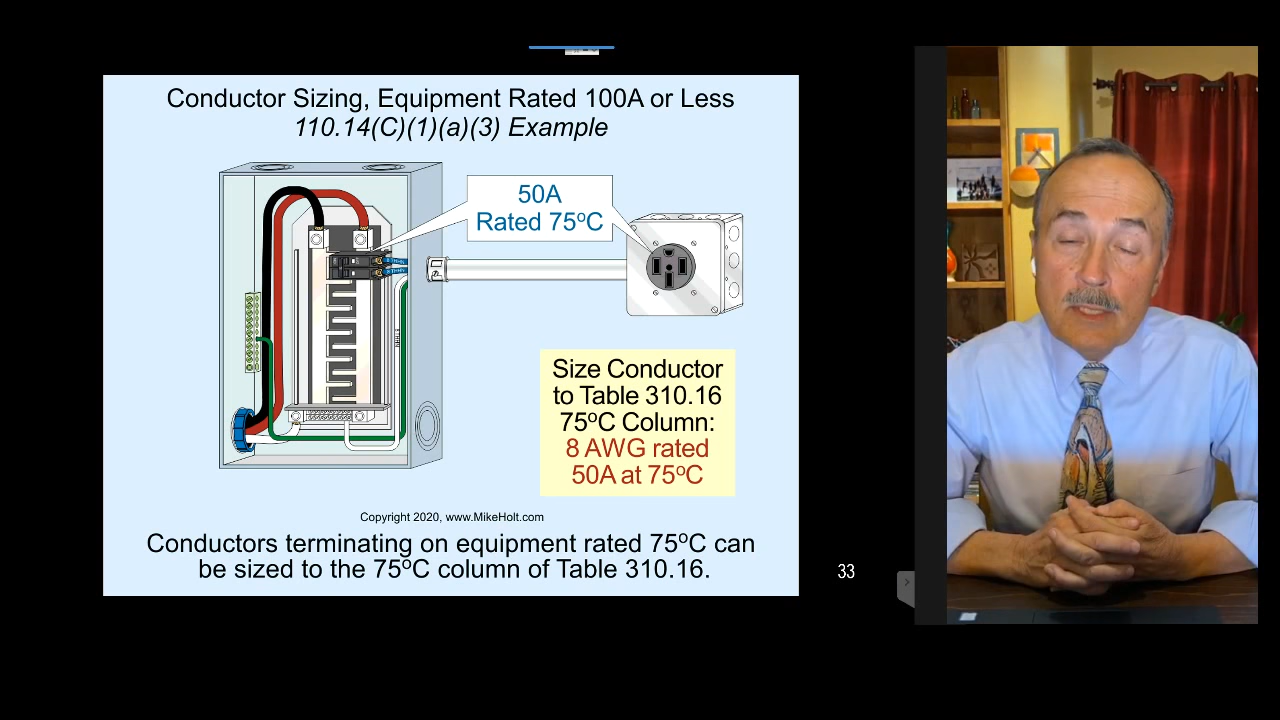 Conductor Sizing, Equipment Rated 100A or Less
110.14(C)(1)(a)(3) Example
50A
Rated 75ºC
Size Conductor
to Table 310.16
75ºC Column:
8 AWG rated
50A at 75ºC
Copyright 2020, www.MikeHolt.com
Conductors terminating on equipment rated 75ºC can
be sized to the 75ºC column of Table 310.16.
33